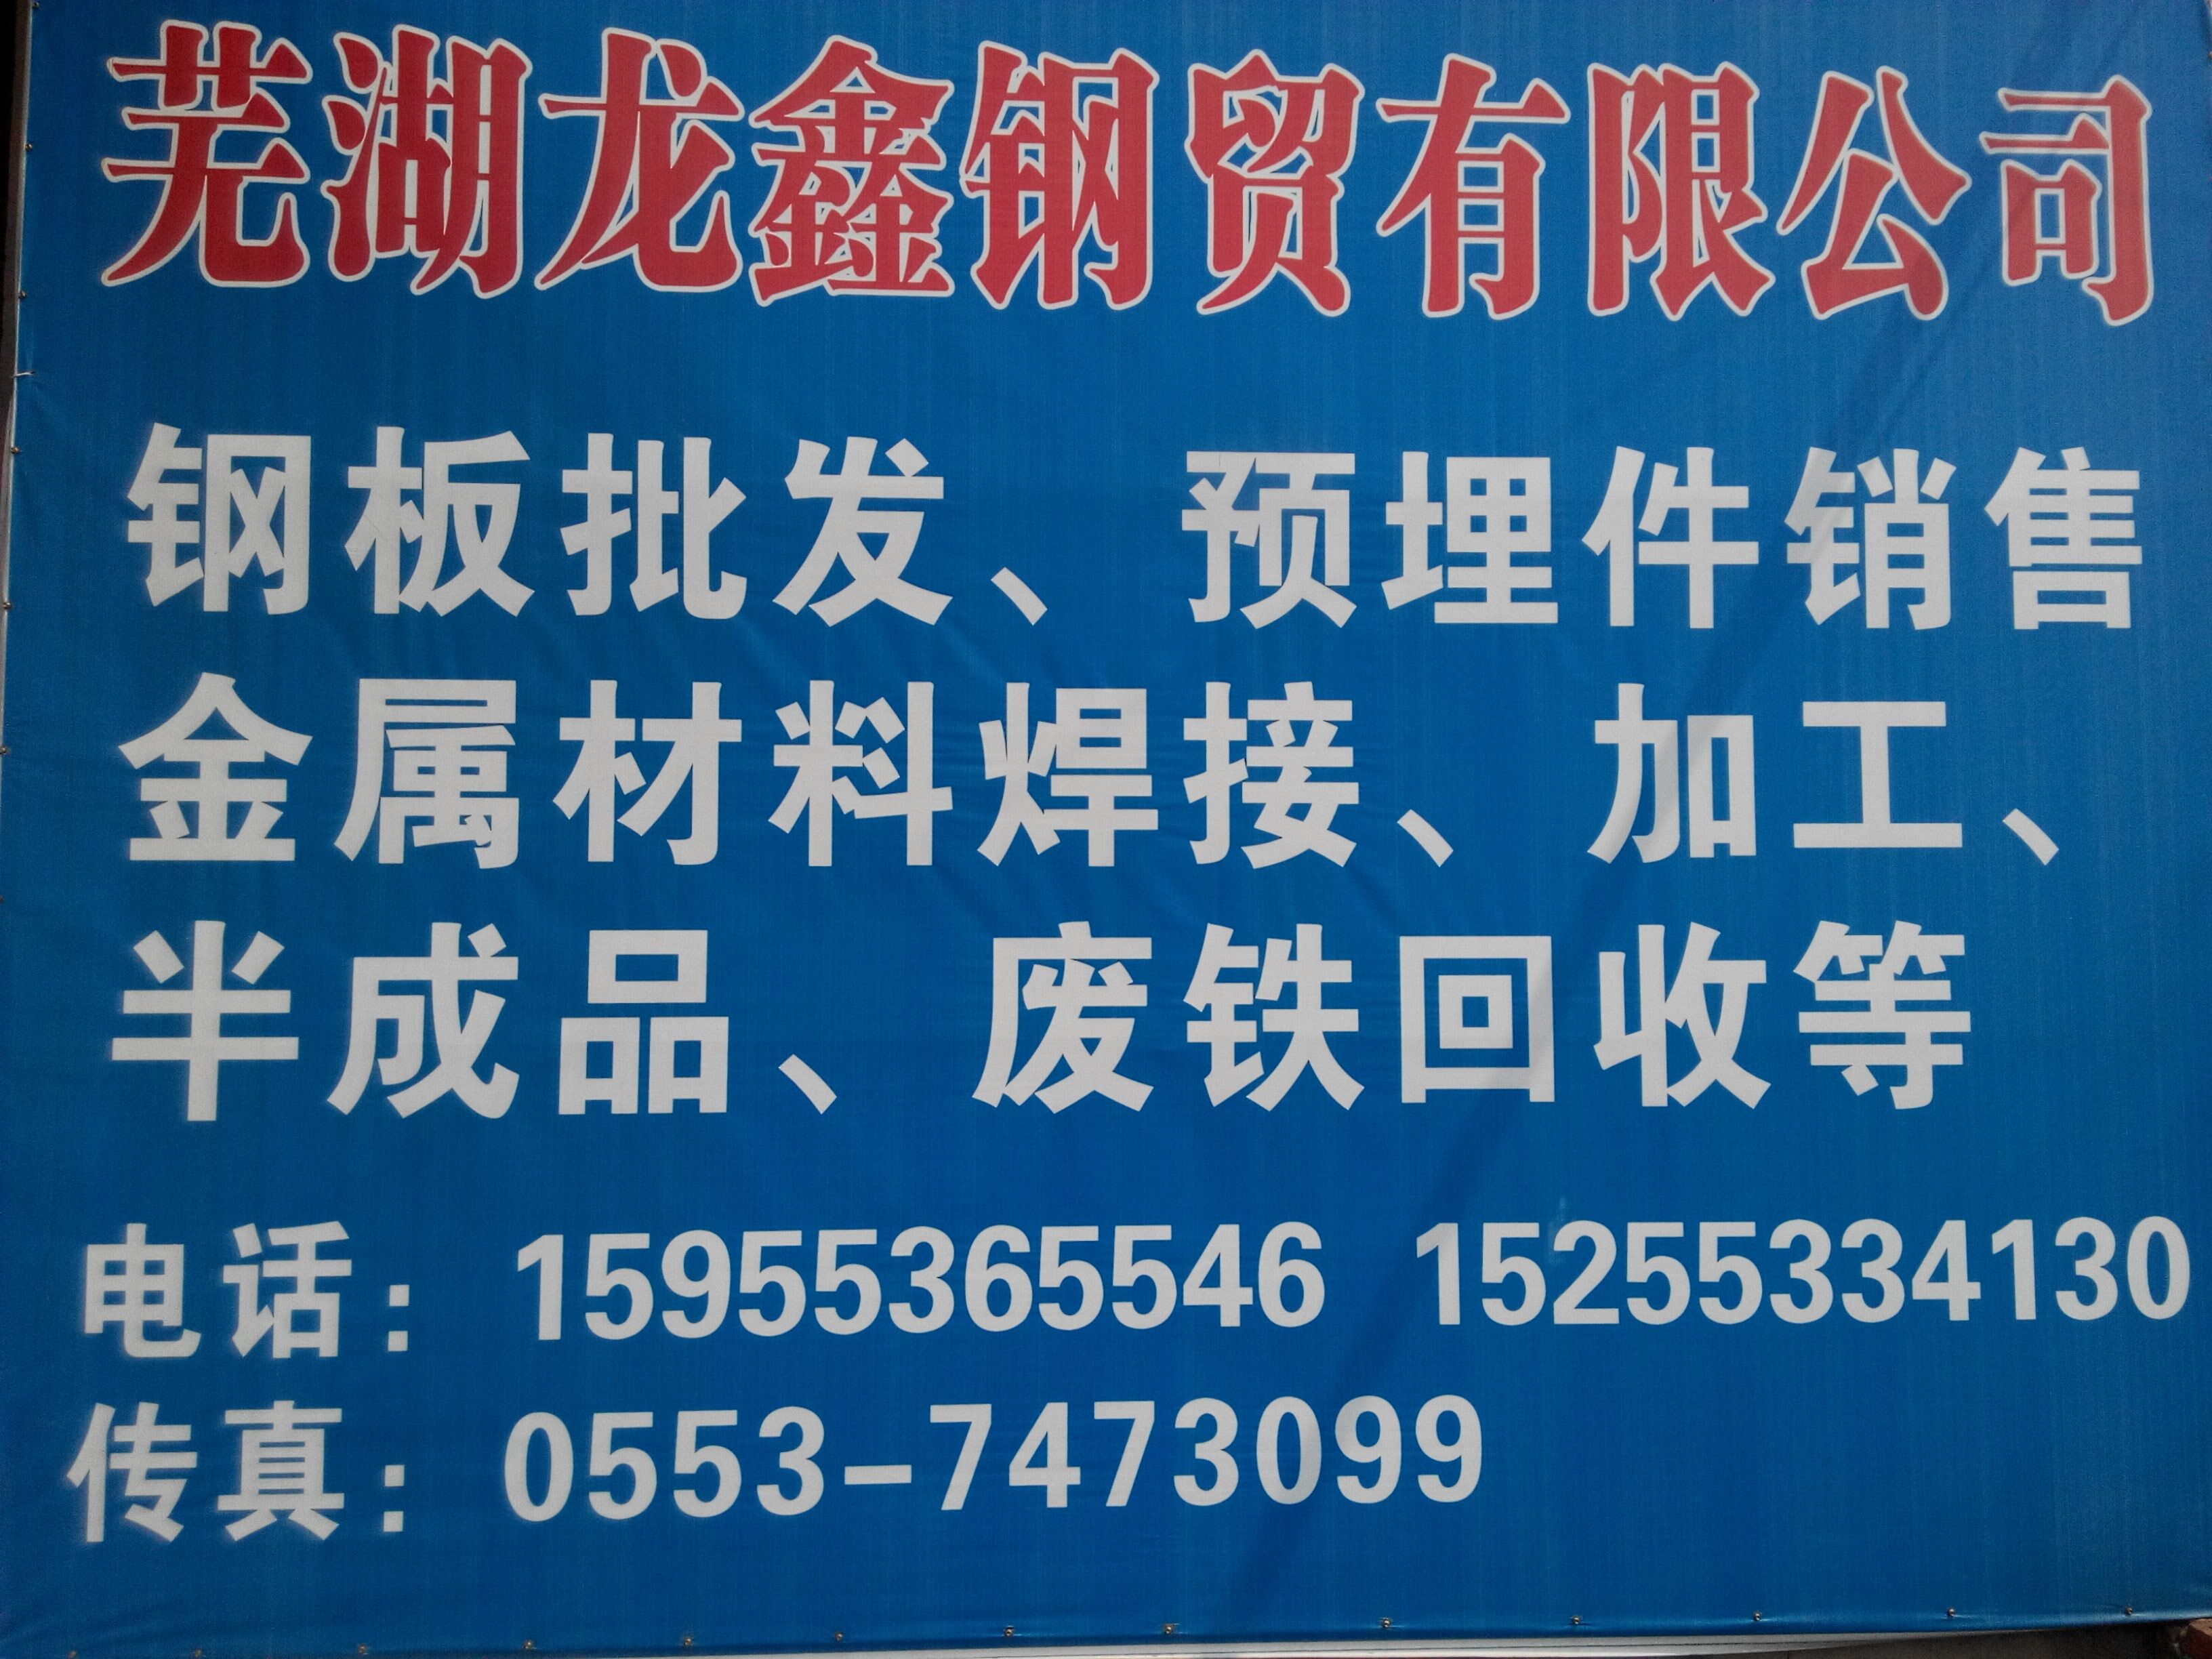 芜湖龙鑫钢贸有限公司
钢板批发、预埋件销售
金属材料焊接、加工、
半成品、废铁回收等
电话：15955365546 15255334130
传真：0553-7473099